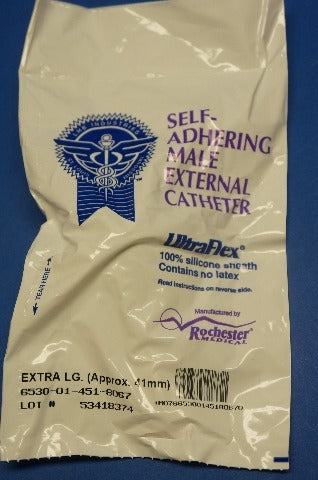 SELF-
ADHERING
MALE
EXTERNAL
CATHETER
UltraFlex®
100% silicone sheath
Contains no latex
Read instructions on reverse side.
TEAR HERE
Manufactured by
Rochester®
MEDICAL
EXTRA LG. (Approx. 41mm)
6530-01-451-8067
LOT # 53418374